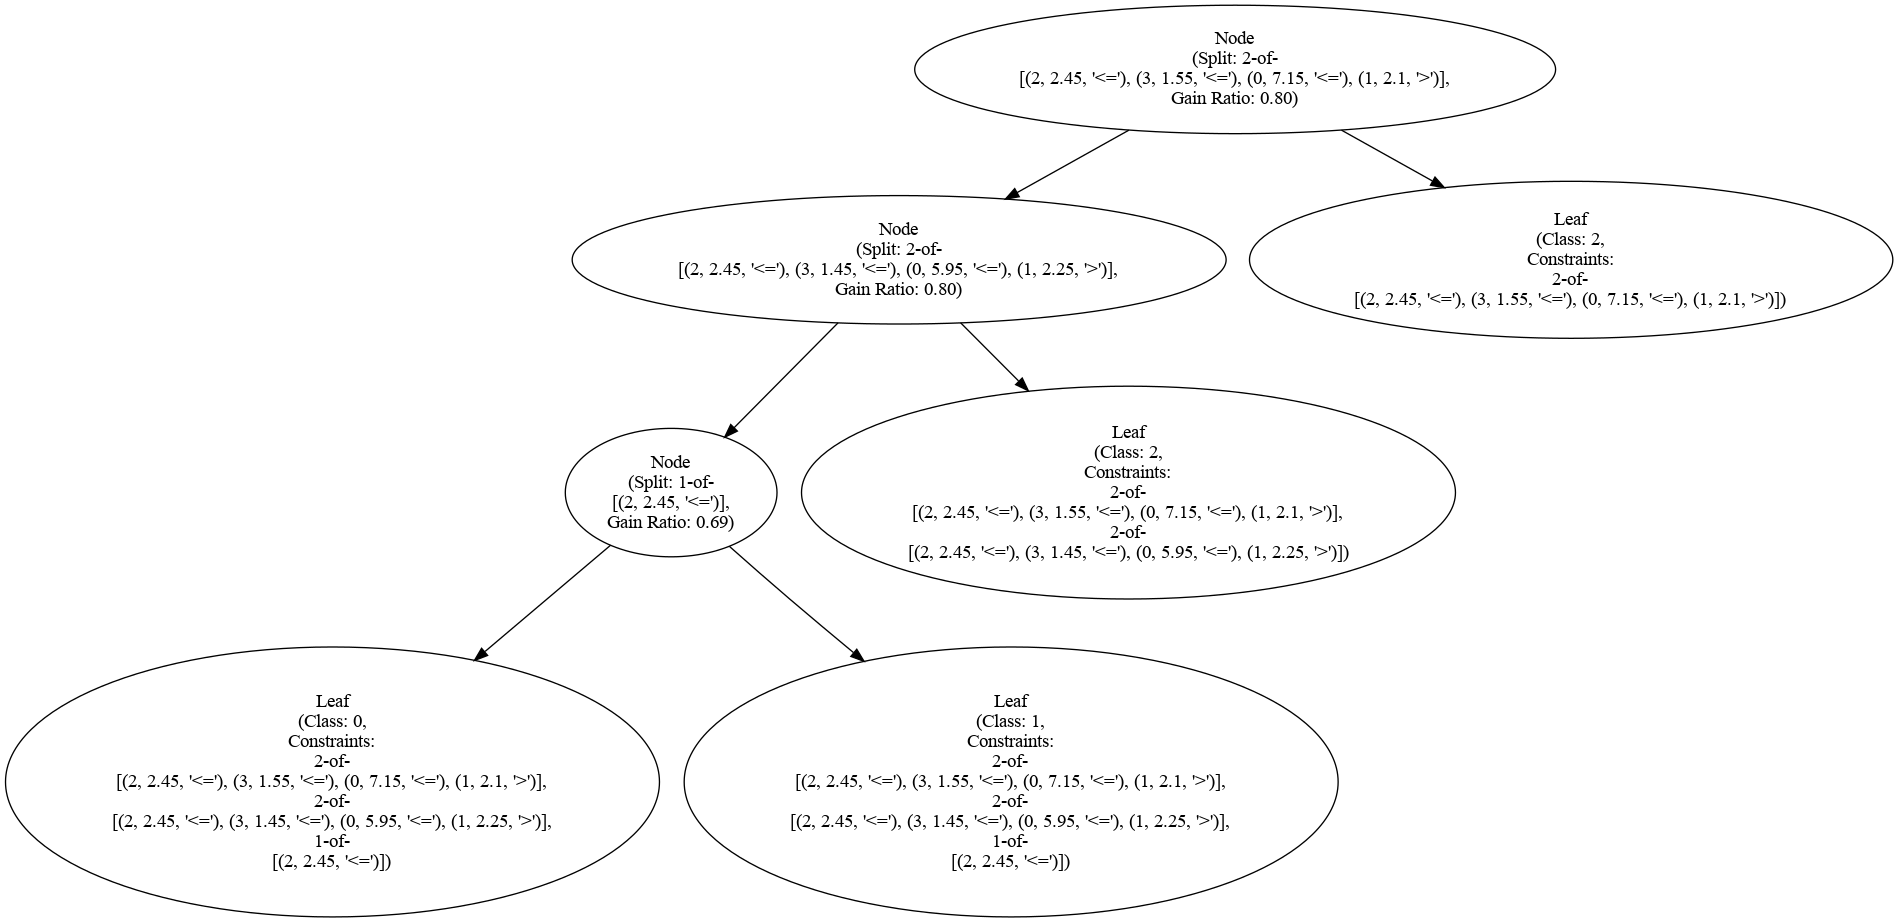 Node
(Split: 2-of-
[(2, 2.45, '<='), (3, 1.55, '<='), (0, 7.15, '<='), (1, 2.1, '>')],
Gain Ratio: 0.80)
Node
(Split: 2-of-
[(2, 2.45, '<='), (3, 1.45, '<='), (0, 5.95, '<='), (1, 2.25, '>')],
Gain Ratio: 0.80)
Leaf
(Class: 2,
Constraints:
2-of-
[(2, 2.45, '<='), (3, 1.55, '<='), (0, 7.15, '<='), (1, 2.1, '>')])
Node
(Split: 1-of-
[(2, 2.45, '<=')],
Gain Ratio: 0.69)
Leaf
(Class: 2,
Constraints:
2-of-
[(2, 2.45, '<='), (3, 1.55, '<='), (0, 7.15, '<='), (1, 2.1, '>')],
2-of-
[(2, 2.45, '<='), (3, 1.45, '<='), (0, 5.95, '<='), (1, 2.25, '>')])
Leaf
(Class: 0,
Constraints:
2-of-
[(2, 2.45, '<='), (3, 1.55, '<='), (0, 7.15, '<='), (1, 2.1, '>')],
2-of-
[(2, 2.45, '<='), (3, 1.45, '<='), (0, 5.95, '<='), (1, 2.25, '>')],
1-of-
[(2, 2.45, '<=')])
Leaf
(Class: 1,
Constraints:
2-of-
[(2, 2.45, '<='), (3, 1.55, '<='), (0, 7.15, '<='), (1, 2.1, '>')],
2-of-
[(2, 2.45, '<='), (3, 1.45, '<='), (0, 5.95, '<='), (1, 2.25, '>')],
1-of-
[(2, 2.45, '<=')])